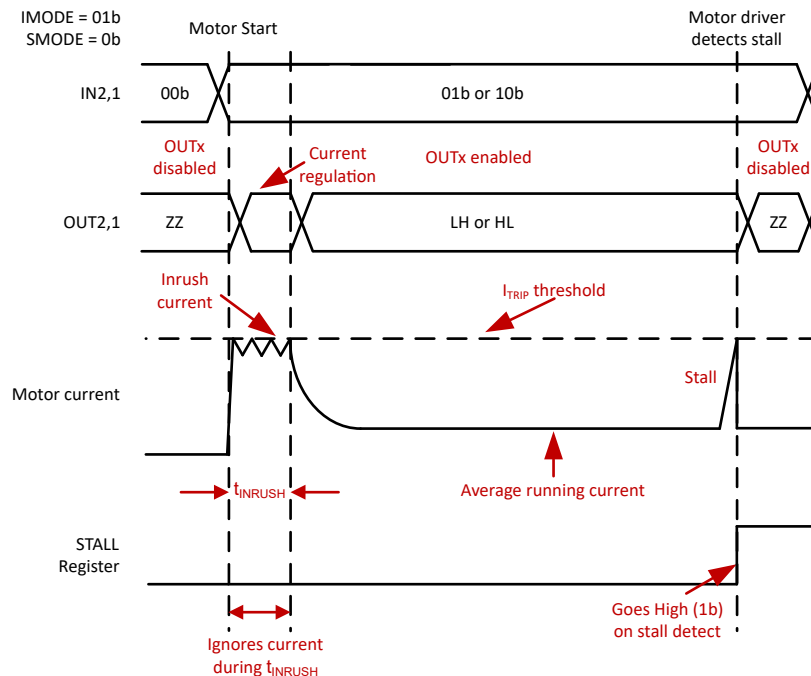 IMODE = 01b
SMODE = 0b
Motor Start
Motor driver
detects stall
IN2,1
00b
01b or 10b
OUTx
disabled
Current
regulation
OUTx enabled
OUTx
disabled
OUT2,1
ZZ
LH or HL
ZZ
Inrush
current
ITRIP threshold
Motor current
Stall
tINRUSH
Average running current
STALL
Register
Goes High (1b)
on stall detect
Ignores current
during tINRUSH